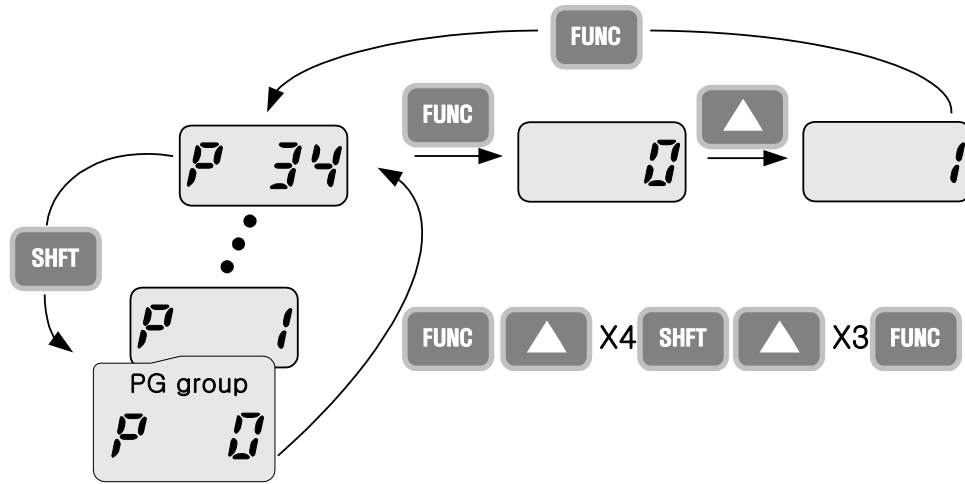 FUNC
FUNC
P 34
0
1
SHFT
P 1
FUNC X4 SHFT X3 FUNC
PG group
P 0